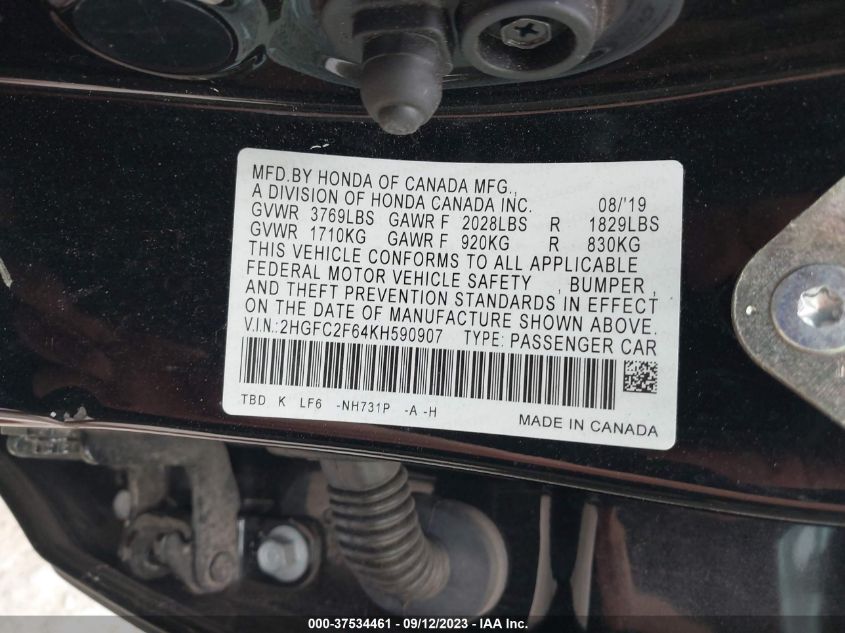 MFD.BY HONDA OF CANADA MFG.,
A DIVISION OF HONDA CANADA INC. 08/'19
GVWR 3769LBS GAWR F 2028LBS R 1829LBS
GVWR 1710KG GAWR F 920KG R 830KG
THIS VEHICLE CONFORMS TO ALL APPLICABLE
FEDERAL MOTOR VEHICLE SAFETY , BUMPER ,
AND THEFT PREVENTION STANDARDS IN EFFECT
ON THE DATE OF MANUFACTURE SHOWN ABOVE.
V.I.N.:2HGFC2F64KH590907 TYPE: PASSENGER CAR
TBD K LF6 -NH731P -A -H
MADE IN CANADA
000-37534461 - 09/12/2023 - IAA Inc.